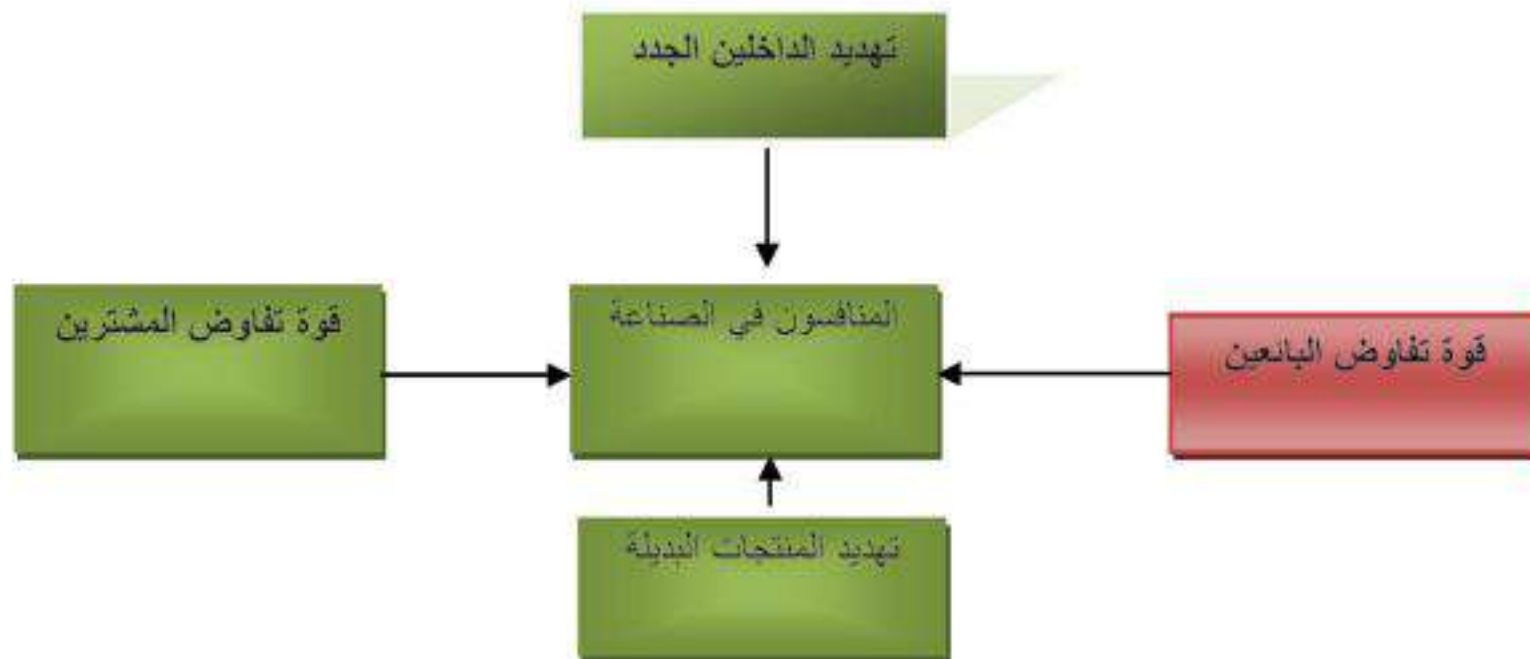 تهديد الداخلين الجدد
قوة تفاوض البائعين
المنافسون في الصناعة
قوة تفاوض المشترين
تهديد المنتجات البديلة